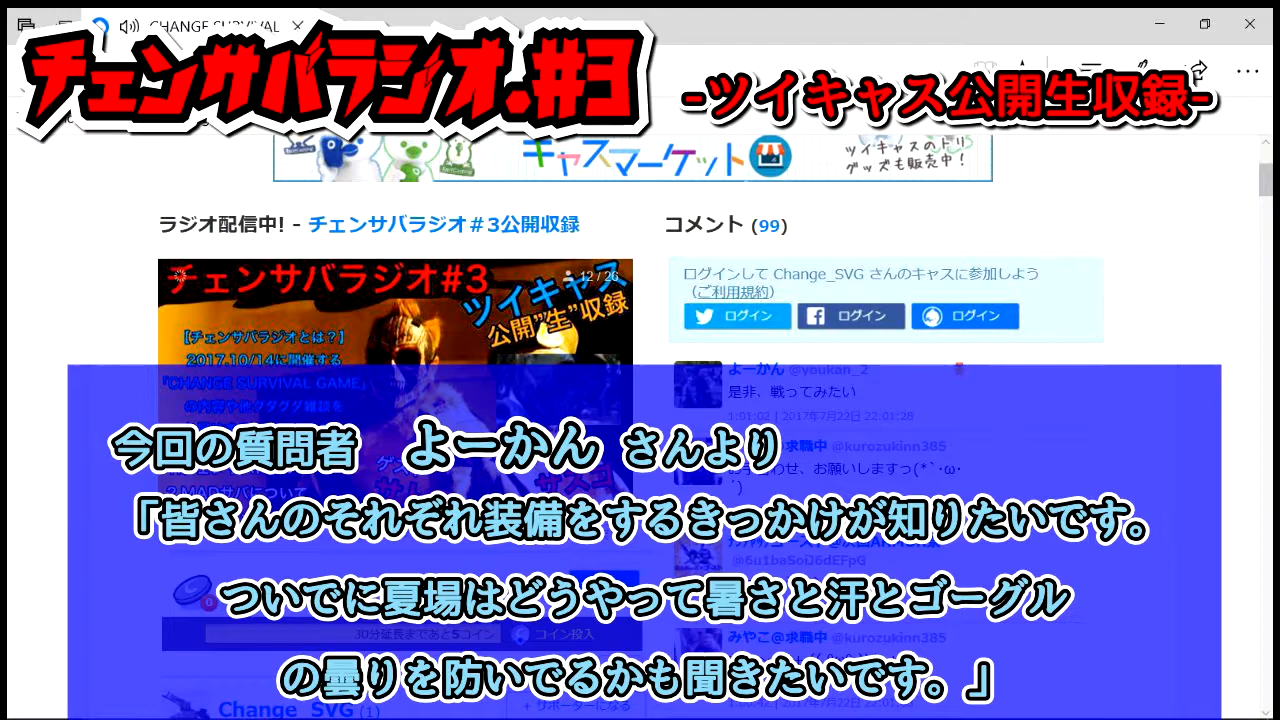 CHANGE SURVIVAL
チェンサバラジオ.#3
-ツイキャス公開生収録-
キャスマーケット
ツイキャスのトリ
グッズも販売中!
ラジオ配信中! - チェンサバラジオ#3公開収録
コメント (99)
チェンサバラジオ#3
12 / 26
ツイキャス
公開"生"収録
【チェンサバラジオとは?】
2017.10/14に開催する
「CHANGE SURVIVAL GAME」
ログインして Change_SVG さんのキャスに参加しよう
(ご利用規約)
ログイン
ログイン
ログイン
よーかん @youkan_2
是非、戦ってみたい
1:01:02 | 2017年7月22日 22:01:28
求職中 @kurozukinn385
今回の質問者 よーかん さんより
「皆さんのそれぞれ装備をするきっかけが知りたいです。
ついでに夏場はどうやって暑さと汗とゴーグル
の曇りを防いでるかも聞きたいです。」
0
30分延長まであと5コイン
コイン投入
みやこ@求職中 @kurozukinn385
Change_SVG (1)
+ サポーターになる